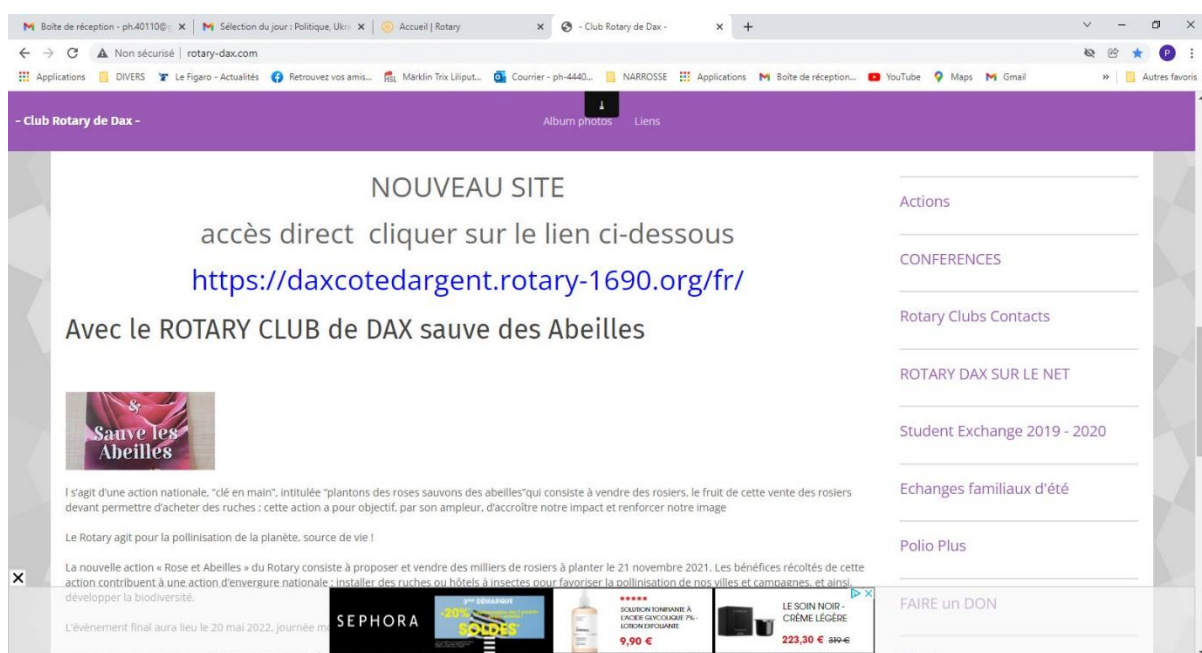 Boîte de réception - ph.40110@g
Sélection du jour : Politique, Ukra
Accueil | Rotary
- Club Rotary de Dax -
Non sécurisé | rotary-dax.com
Applications
DIVERS
Le Figaro - Actualités
Retrouvez vos amis...
Märklin Trix Liliput...
Courrier - ph-4440...
NARROSSE
Applications
Boîte de réception...
YouTube
Maps
Gmail
»
Autres favoris
- Club Rotary de Dax -
Album photos
Liens
NOUVEAU SITE
accès direct cliquer sur le lien ci-dessous
https://daxcotedargent.rotary-1690.org/fr/
Avec le ROTARY CLUB de DAX sauve des Abeilles
&
Sauve les
Abeilles
l s'agit d'une action nationale, "clé en main", intitulée "plantons des roses sauvons des abeilles"qui consiste à vendre des rosiers, le fruit de cette vente des rosiers
devant permettre d'acheter des ruches ; cette action a pour objectif, par son ampleur, d'accroître notre impact et renforcer notre image
Le Rotary agit pour la pollinisation de la planète, source de vie !
La nouvelle action « Rose et Abeilles » du Rotary consiste à proposer et vendre des milliers de rosiers à planter le 21 novembre 2021. Les bénéfices récoltés de cette
action contribuent à une action d'envergure nationale : installer des ruches ou hôtels à insectes pour favoriser la pollinisation de nos villes et campagnes, et ainsi,
développer la biodiversité.
L'évènement final aura lieu le 20 mai 2022, journée mo
Actions
CONFERENCES
Rotary Clubs Contacts
ROTARY DAX SUR LE NET
Student Exchange 2019 - 2020
Echanges familiaux d'été
Polio Plus
FAIRE un DON
SEPHORA
3ème DÉMARQUE
-20%
SOLDES
SOLUTION TONIFIANTE À
L'ACIDE GLYCOLIQUE 7% -
LOTION EXFOLIANTE
9,90 €
LE SOIN NOIR -
CRÈME LÉGÈRE
223,30 € 319 €